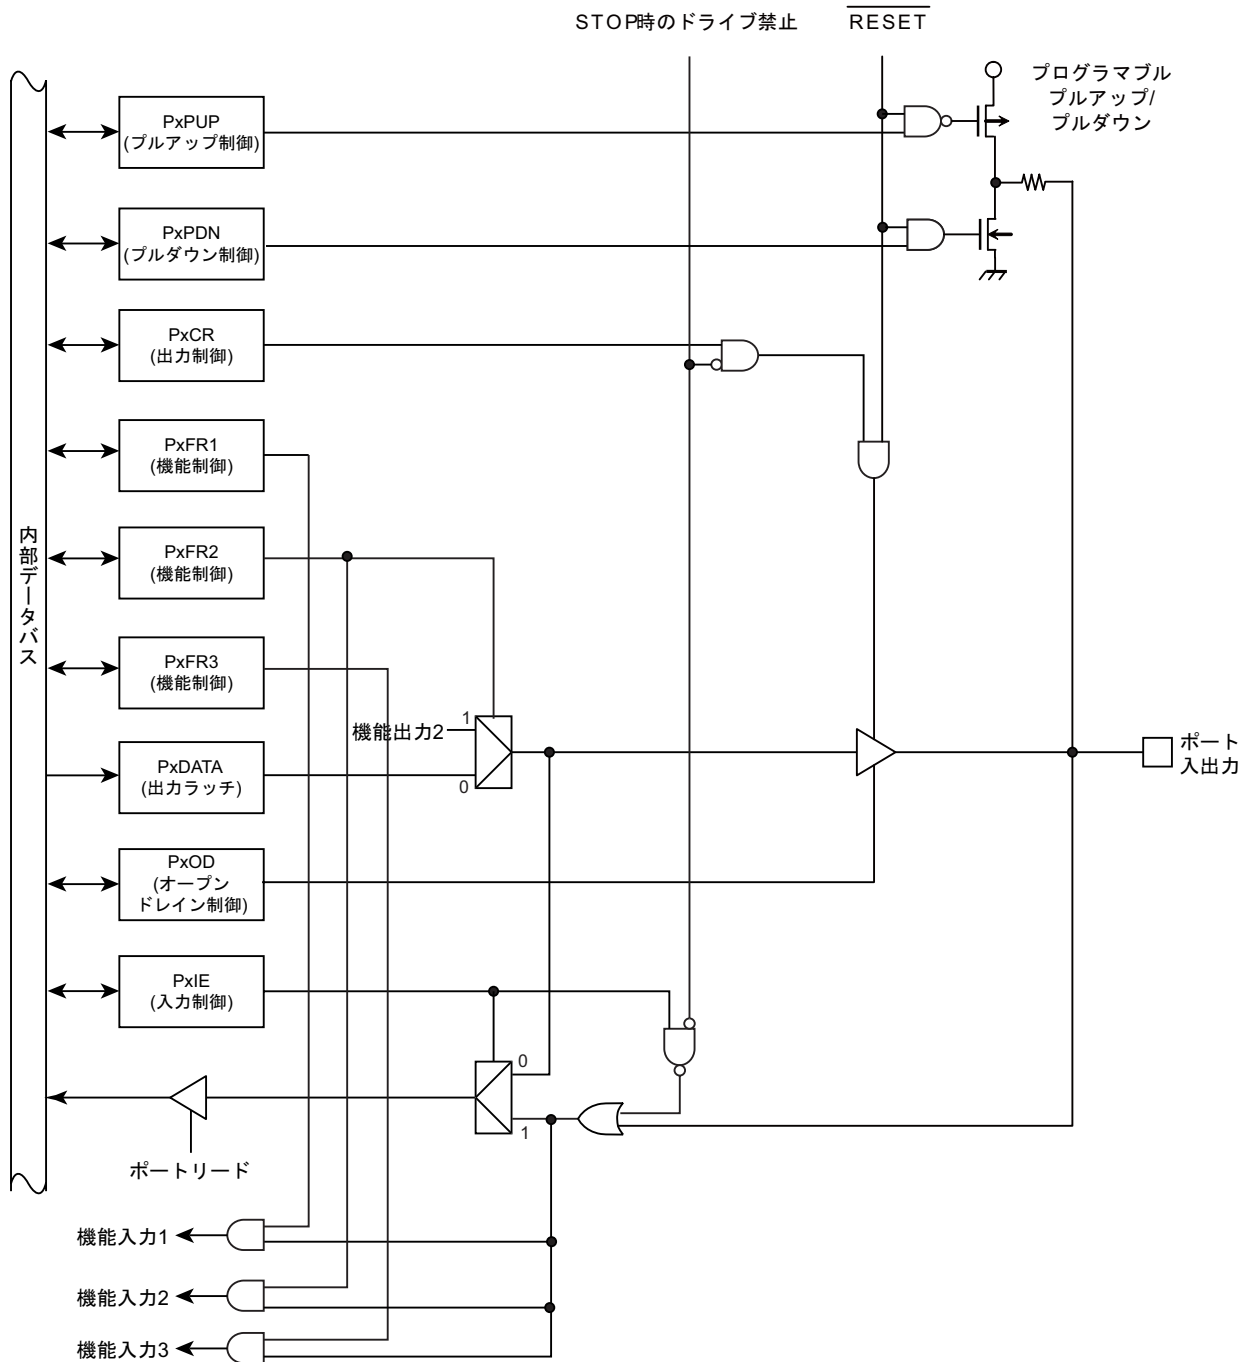 STOP時のドライブ禁止
RESET
プログラマブル
プルアップ/
プルダウン
PxPUP
(プルアップ制御)
PxPDN
(プルダウン制御)
PxCR
(出力制御)
PxFR1
(機能制御)
PxFR2
(機能制御)
内部データバス
PxFR3
(機能制御)
機能出力2
1
0
PxDATA
(出力ラッチ)
ポート
入出力
PxOD
(オープン
ドレイン制御)
PxIE
(入力制御)
0
1
ポートリード
機能入力1
機能入力2
機能入力3